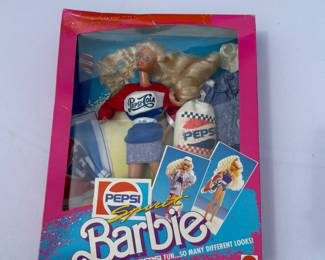 Pepsi-Cola
PEPSI
PEPSI
Spirit
Barbie
FUN...SO MANY DIFFERENT LOOKS!